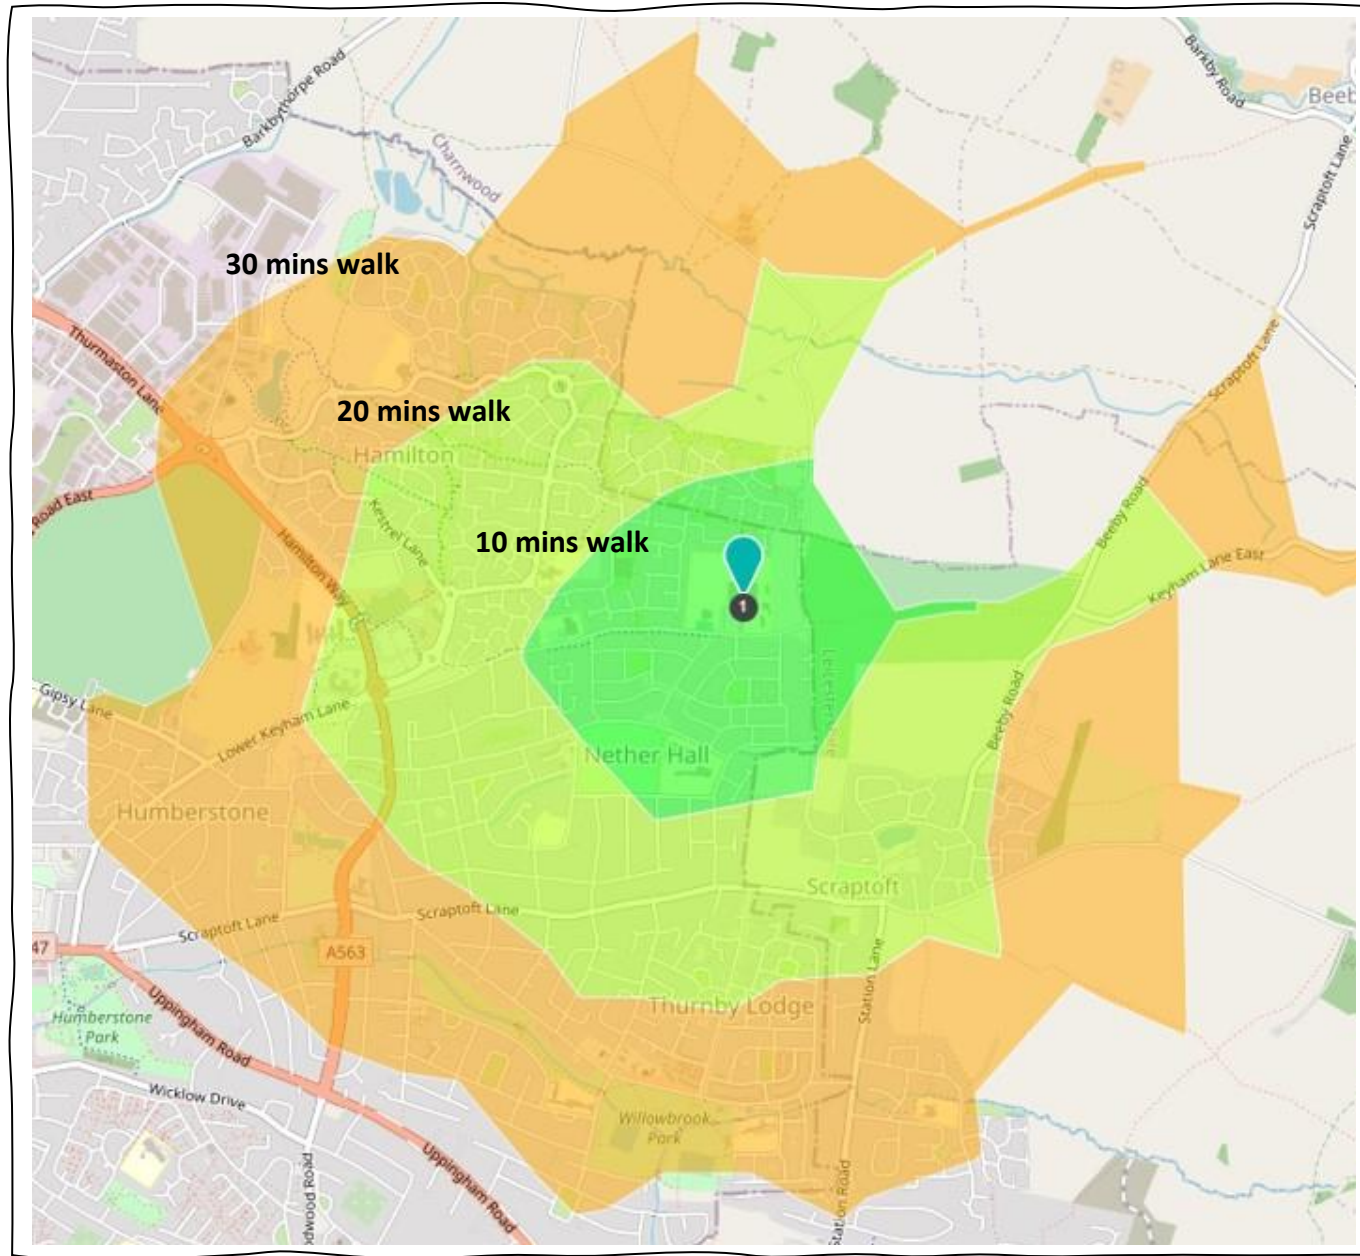 Barkby Road
Beeb
Barkbythorpe Road
Charnwood
Scraptoft Lane
30 mins walk
Thurmaston Lane
Scraptoft Lane
20 mins walk
Hamilton
Road East
Kestrel Lane
10 mins walk
Beeby Road
Hamilton Way
Keyham Lane East
1
Gipsy Lane
Lower Keyham Lane
Beeby Road
Nether Hall
Humberstone
Scraptoft
Scraptoft Lane
Scraptoft Lane
47
A563
Station Lane
Thurnby Lodge
Humberstone
Park
Uppingham Road
Wicklow Drive
Willowbrook
Park
Uppingham Road
dwood Road
Station Road